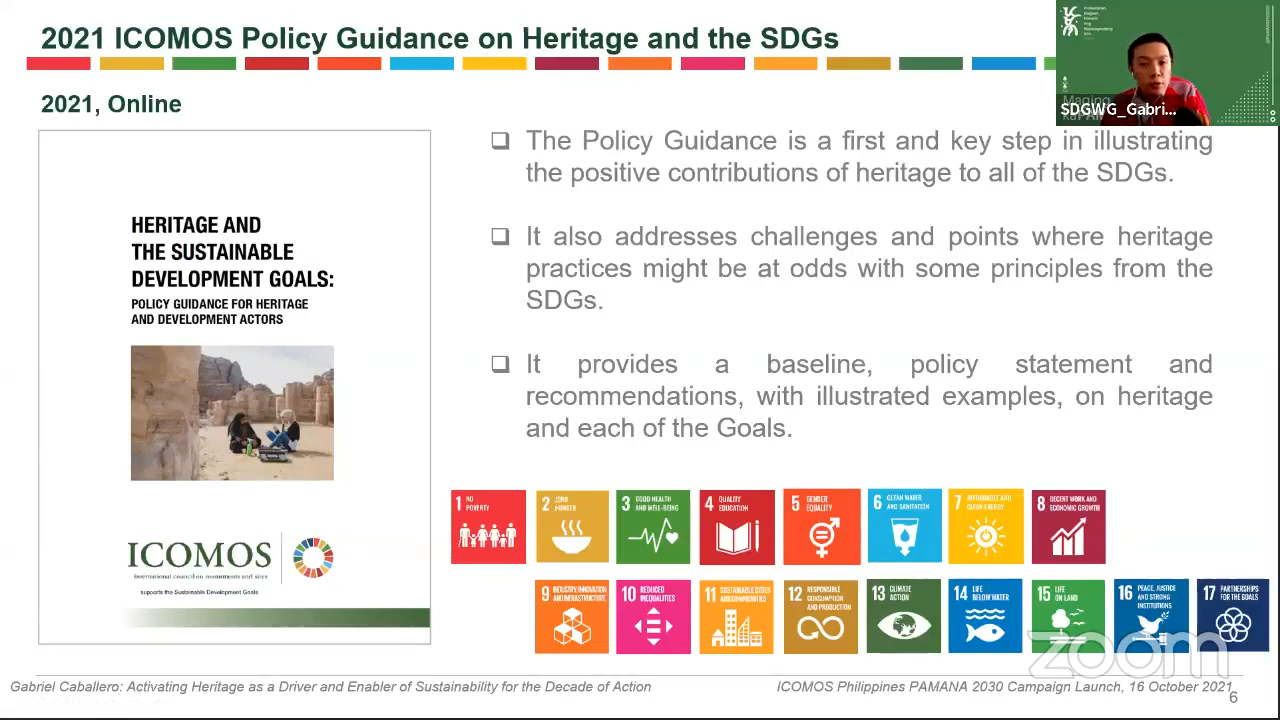 2021 ICOMOS Policy Guidance on Heritage and the SDGs
SDGWG_Gabri...
2021, Online
HERITAGE AND
THE SUSTAINABLE
DEVELOPMENT GOALS:
POLICY GUIDANCE FOR HERITAGE
AND DEVELOPMENT ACTORS
ICOMOS
international council on monuments and sites
supports the Sustainable Development Goals
❑ The Policy Guidance is a first and key step in illustrating
the positive contributions of heritage to all of the SDGs.
❑ It also addresses challenges and points where heritage
practices might be at odds with some principles from the
SDGs.
❑ It provides a baseline, policy statement and
recommendations, with illustrated examples, on heritage
and each of the Goals.
1 NO
POVERTY
2 ZERO
HUNGER
3 GOOD HEALTH
AND WELL-BEING
4 QUALITY
EDUCATION
5 GENDER
EQUALITY
6 CLEAN WATER
AND SANITATION
7 AFFORDABLE AND
CLEAN ENERGY
8 DECENT WORK AND
ECONOMIC GROWTH
9 INDUSTRY, INNOVATION
AND INFRASTRUCTURE
10 REDUCED
INEQUALITIES
11 SUSTAINABLE CITIES
AND COMMUNITIES
12 RESPONSIBLE
CONSUMPTION
AND PRODUCTION
13 CLIMATE
ACTION
14 LIFE
BELOW WATER
15 LIFE
ON LAND
16 PEACE, JUSTICE
AND STRONG
INSTITUTIONS
17 PARTNERSHIPS
FOR THE GOALS
zoom
Gabriel Caballero: Activating Heritage as a Driver and Enabler of Sustainability for the Decade of Action
ICOMOS Philippines PAMANA 2030 Campaign Launch, 16 October 2021
6